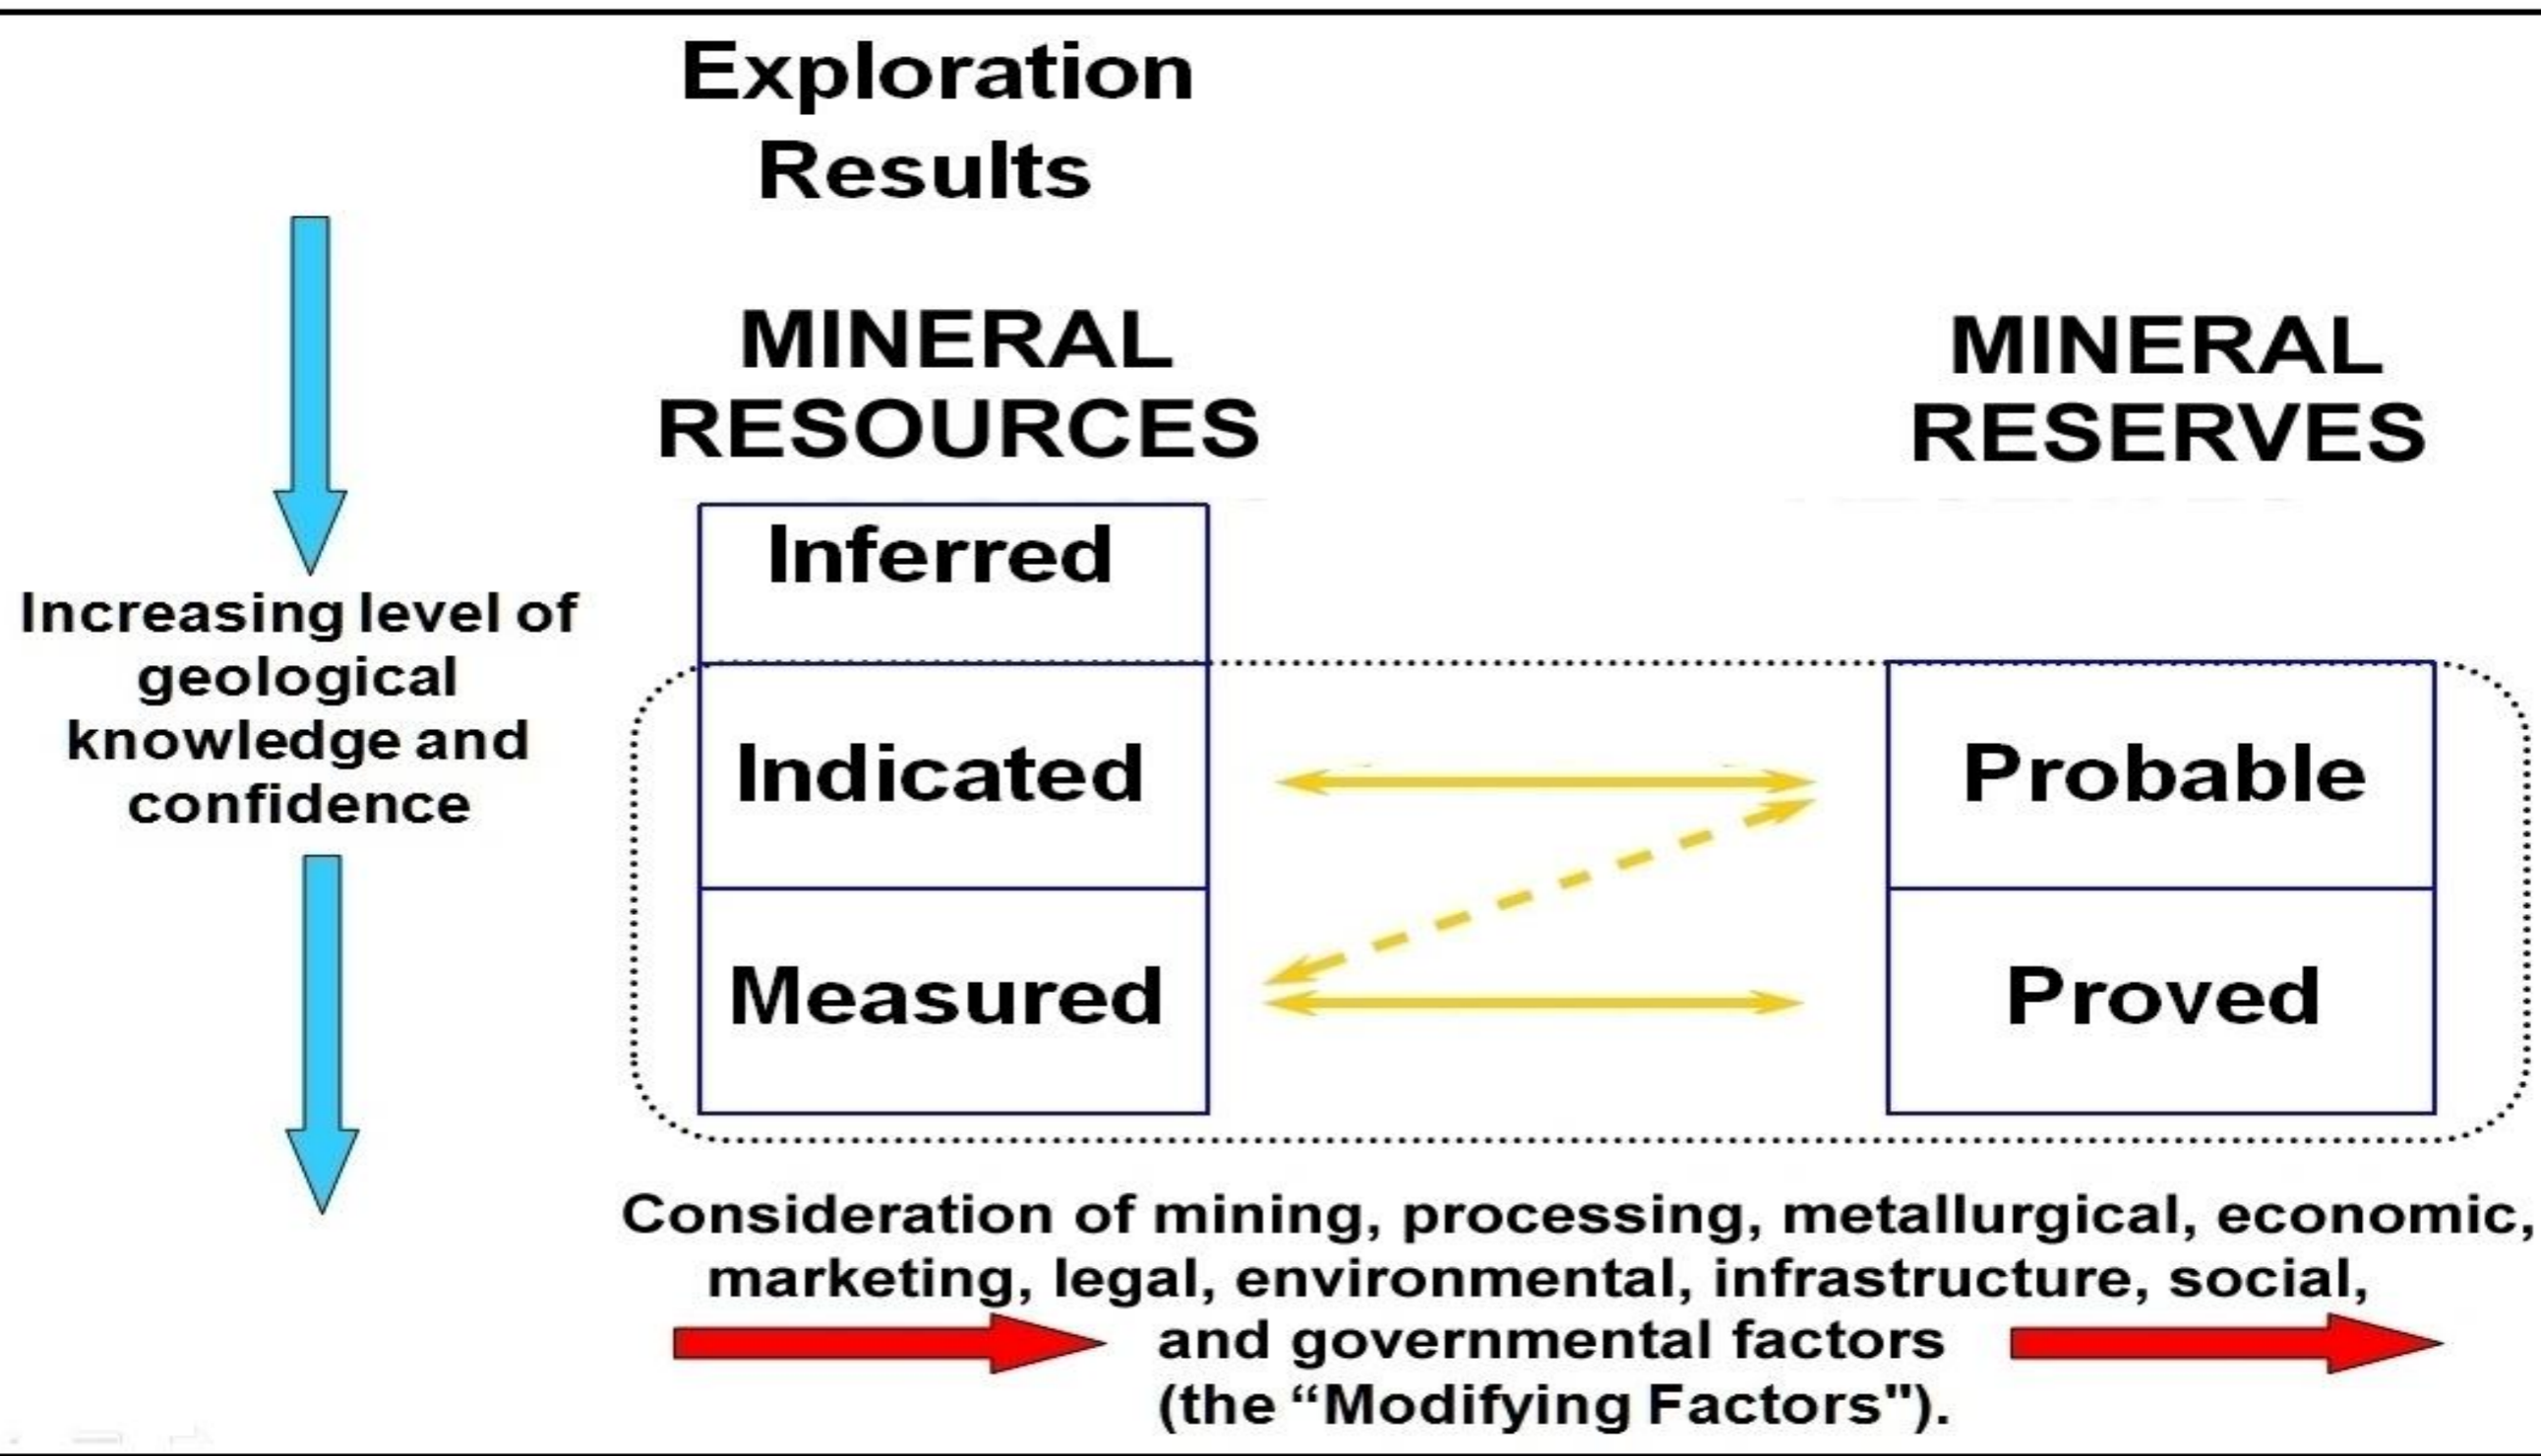 Exploration
Results
MINERAL
RESOURCES
MINERAL
RESERVES
Inferred
Increasing level of
geological
knowledge and
confidence
Indicated
Probable
Measured
Proved
Consideration of mining, processing, metallurgical, economic,
marketing, legal, environmental, infrastructure, social,
and governmental factors
(the “Modifying Factors").